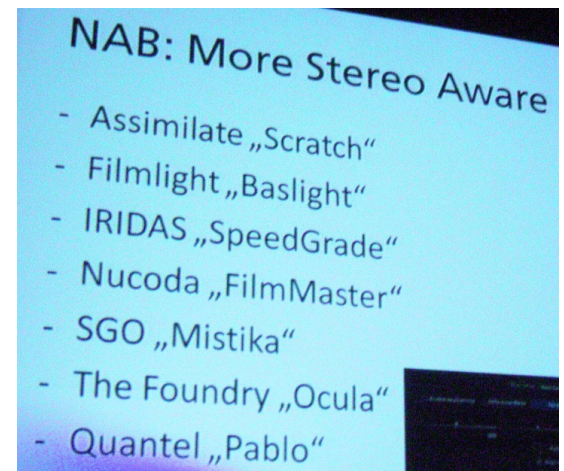 NAB: More Stereo Aware
- Assimilate „Scratch“
- Filmlight „Baslight“
- IRIDAS „SpeedGrade“
- Nucoda „FilmMaster“
- SGO „Mistika“
- The Foundry „Ocula“
- Quantel „Pablo“